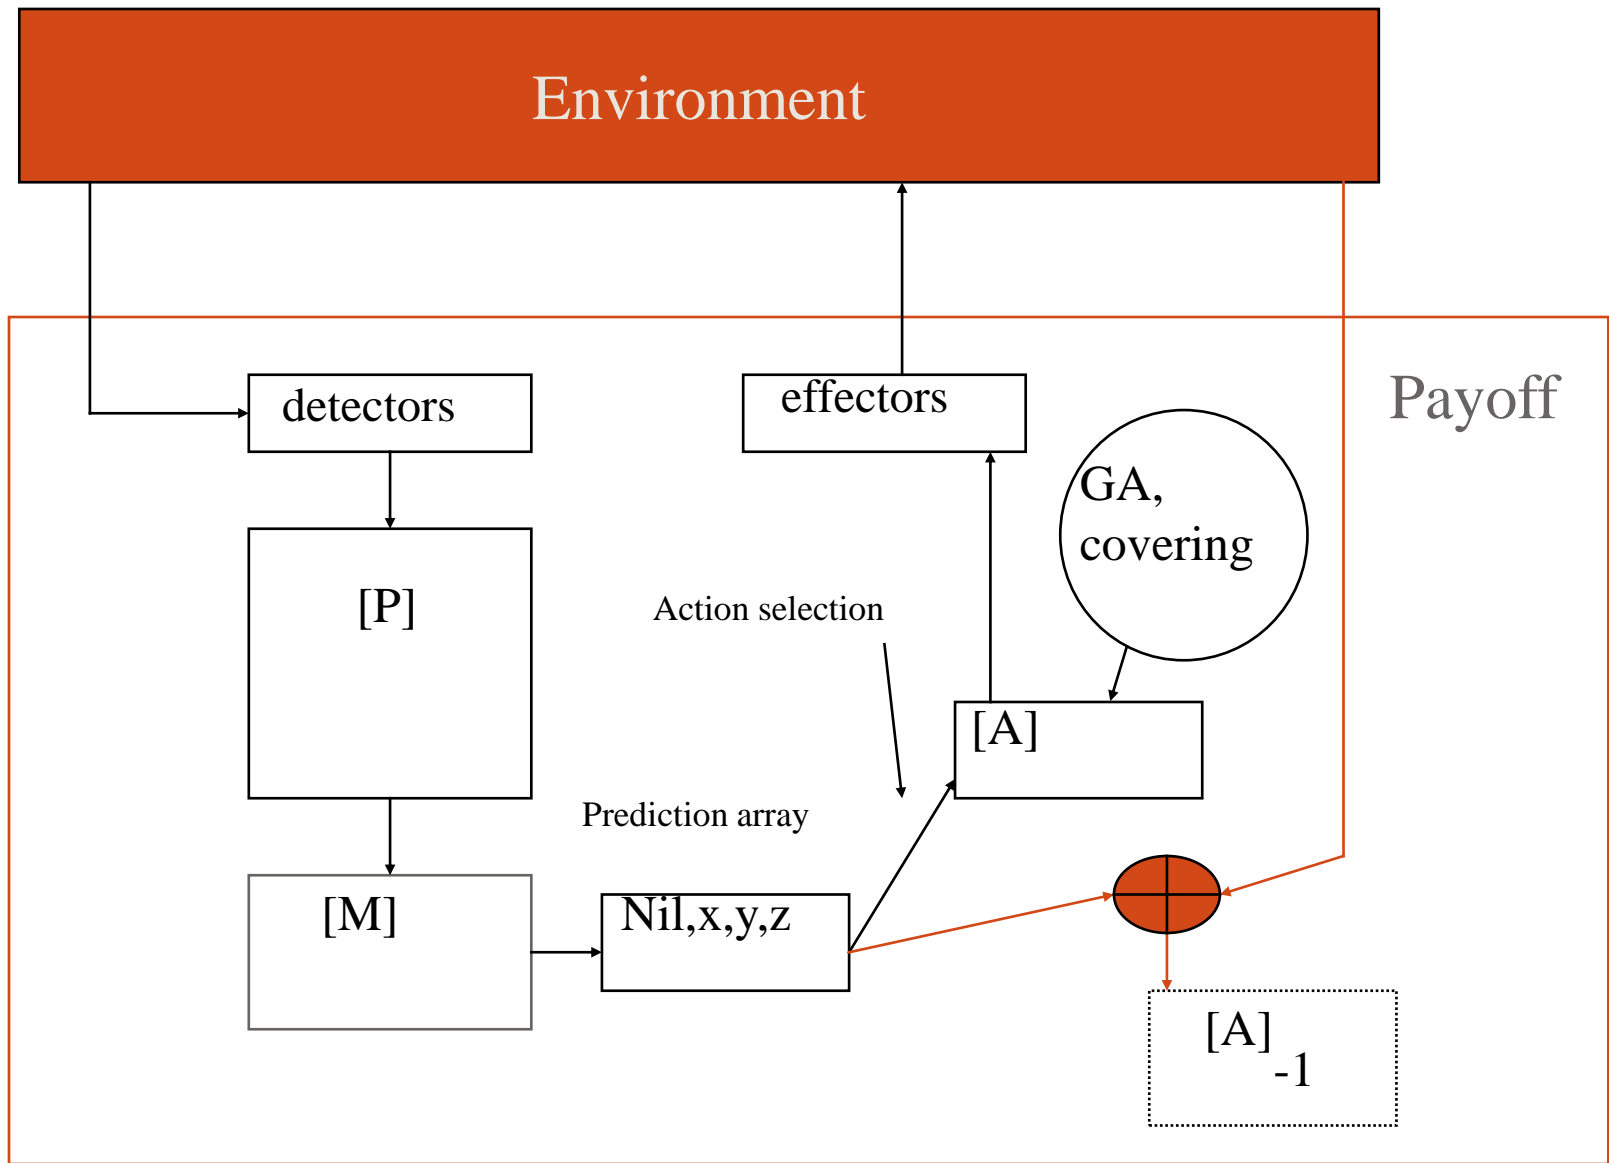 Environment
Payoff
detectors
effectors
GA,
covering
[P]
Action selection
[A]
Prediction array
[M]
Nil,x,y,z
[A]
-1